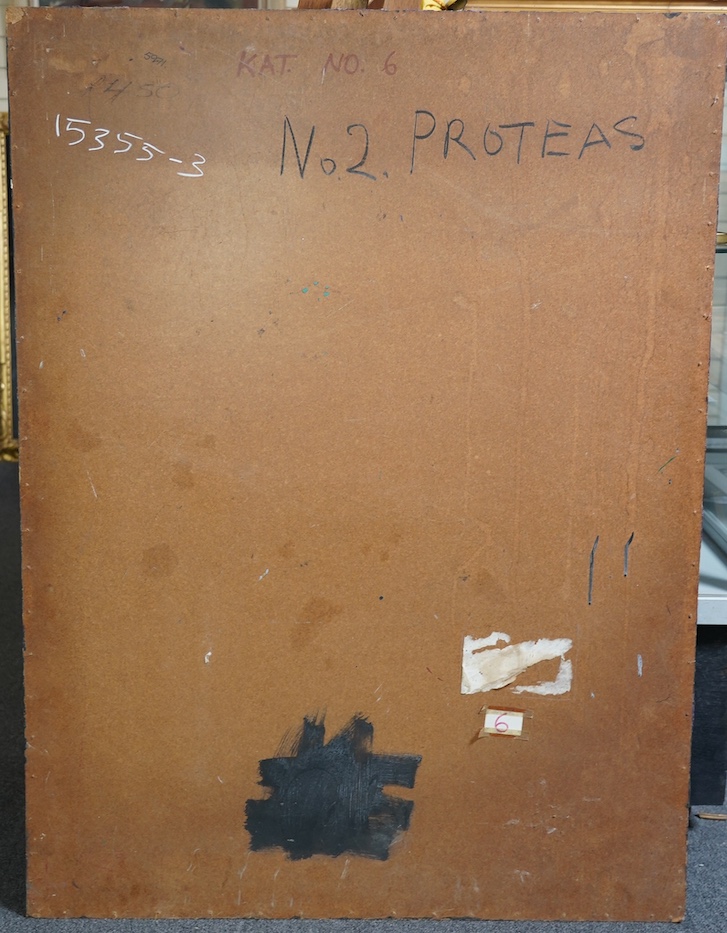 KAT. NO. 6
15355-3
No. 2. PROTEAS
6